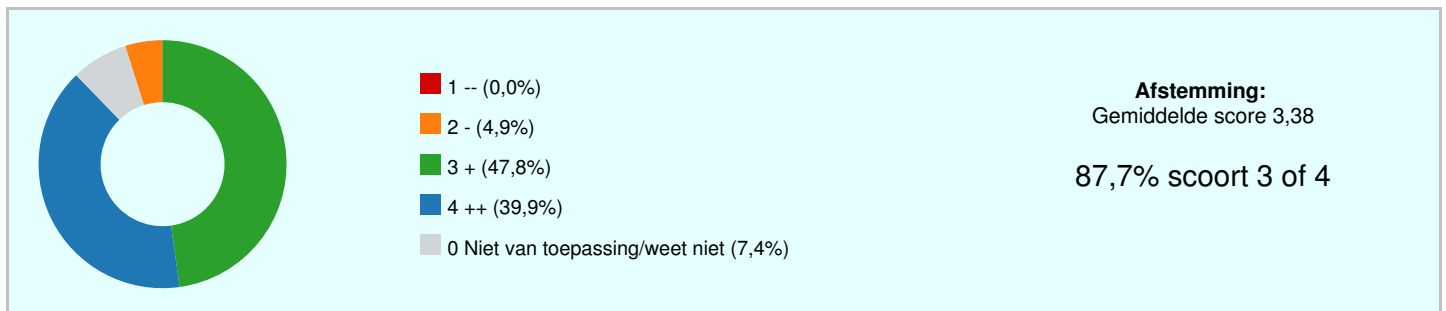 1 -- (0,0%)
2 - (4,9%)
3 + (47,8%)
4 ++ (39,9%)
0 Niet van toepassing/weet niet (7,4%)
Afstemming:
Gemiddelde score 3,38
87,7% scoort 3 of 4